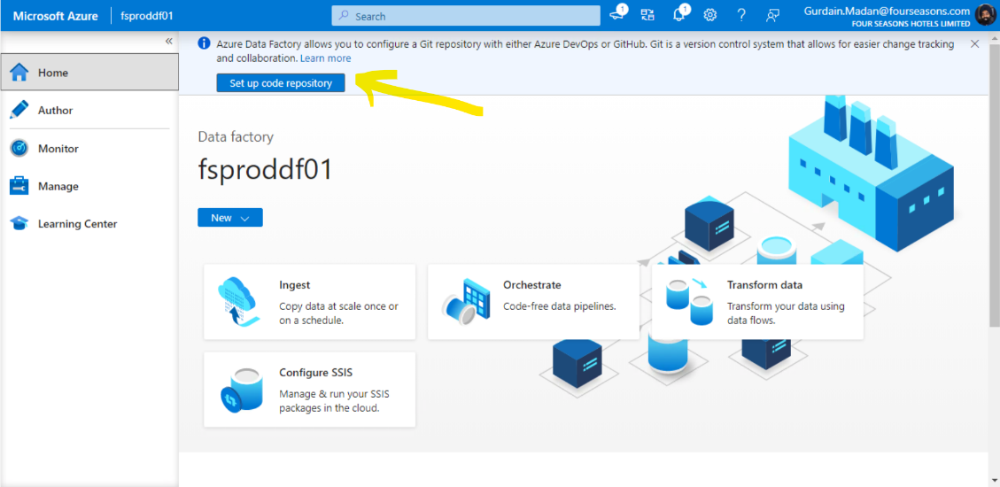 Microsoft Azure
fsproddf01
Search
1
1
Gurdain.Madan@fourseasons.com
FOUR SEASONS HOTELS LIMITED
Home
Author
Monitor
Manage
Learning Center
Azure Data Factory allows you to configure a Git repository with either Azure DevOps or GitHub. Git is a version control system that allows for easier change tracking
and collaboration. Learn more
Set up code repository
Data factory
fsproddf01
New
Ingest
Copy data at scale once or
on a schedule.
Orchestrate
Code-free data pipelines.
Transform data
Transform your data using
data flows.
Configure SSIS
Manage & run your SSIS
packages in the cloud.